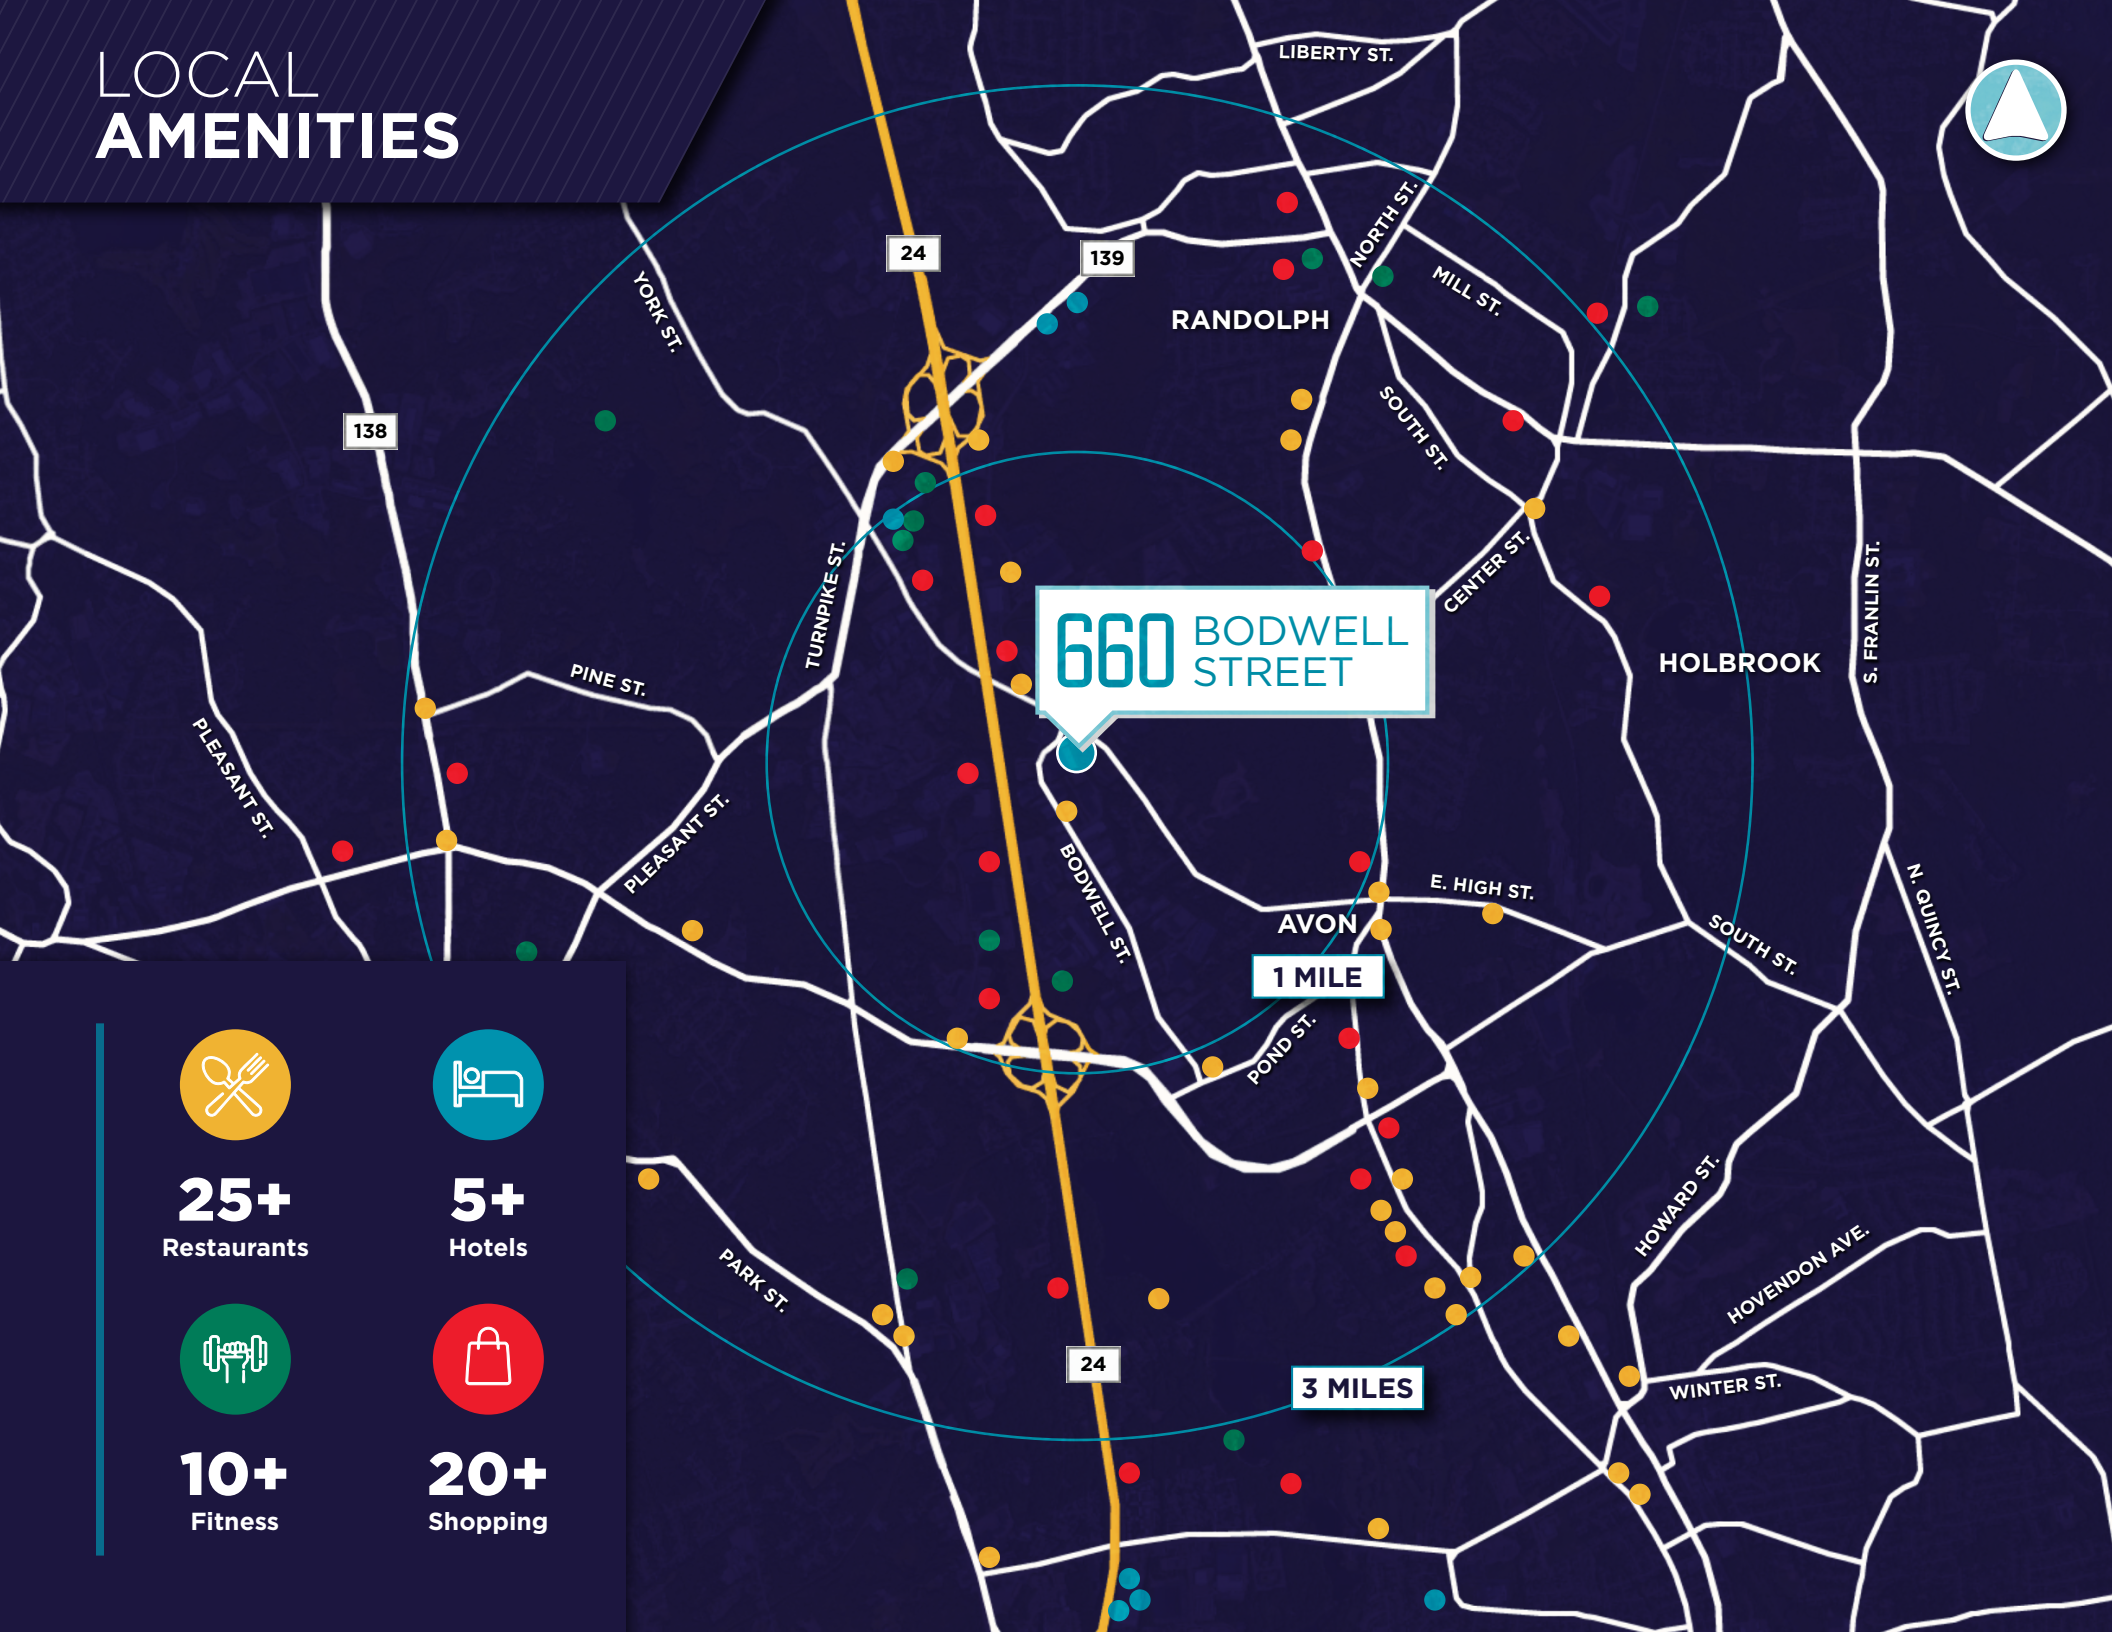 LOCAL
AMENITIES
LIBERTY ST.
NORTH ST.
24
139
MILL ST.
YORK ST.
RANDOLPH
138
SOUTH ST.
CENTER ST.
TURNPIKE ST.
S. FRANLIN ST.
660 BODWELL
STREET
HOLBROOK
PINE ST.
PLEASANT ST.
PLEASANT ST.
BODWELL ST.
E. HIGH ST.
AVON
SOUTH ST.
N. QUINCY ST.
1 MILE
POND ST.
25+
Restaurants
5+
Hotels
10+
Fitness
20+
Shopping
PARK ST.
HOWARD ST.
HOVENDON AVE.
24
3 MILES
WINTER ST.